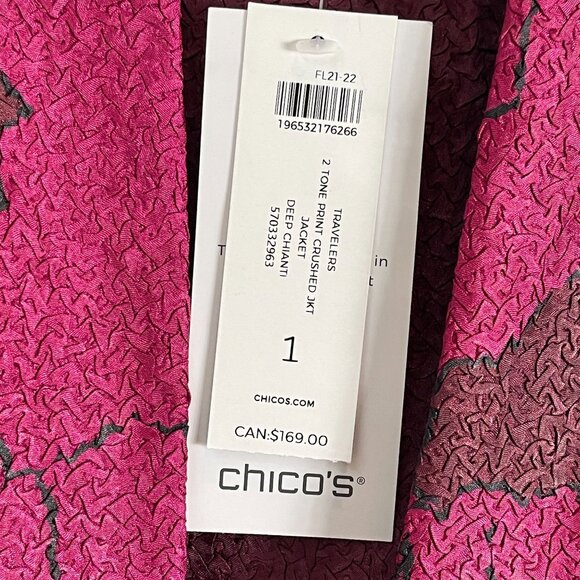 FL21-22
196532176266
TRAVELERS
2 TONE PRINT CRUSHED JKT
JACKET
DEEP CHIANTI
570332963
1
CHICOS.COM
CAN:$169.00
in
chico's®